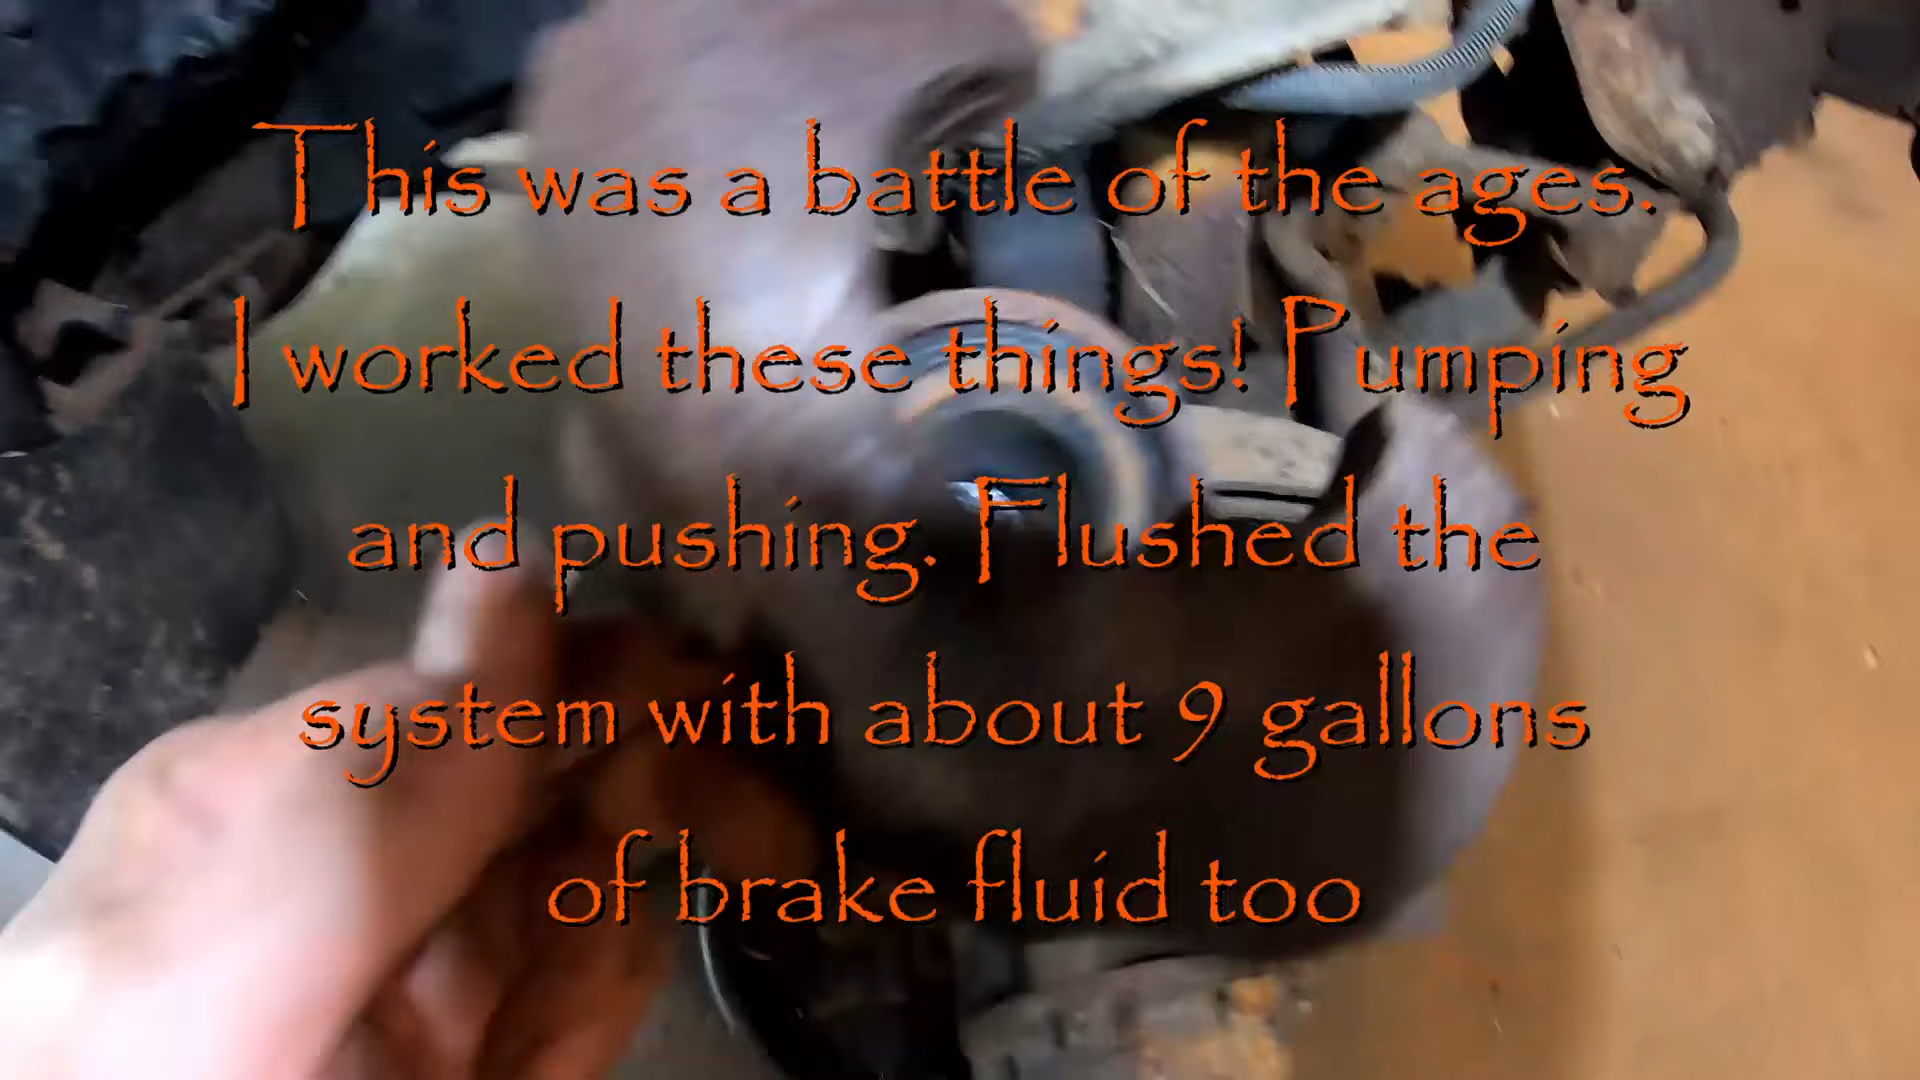 This was a battle of the ages.
I worked these things! Pumping
and pushing. Flushed the
system with about 9 gallons
of brake fluid too